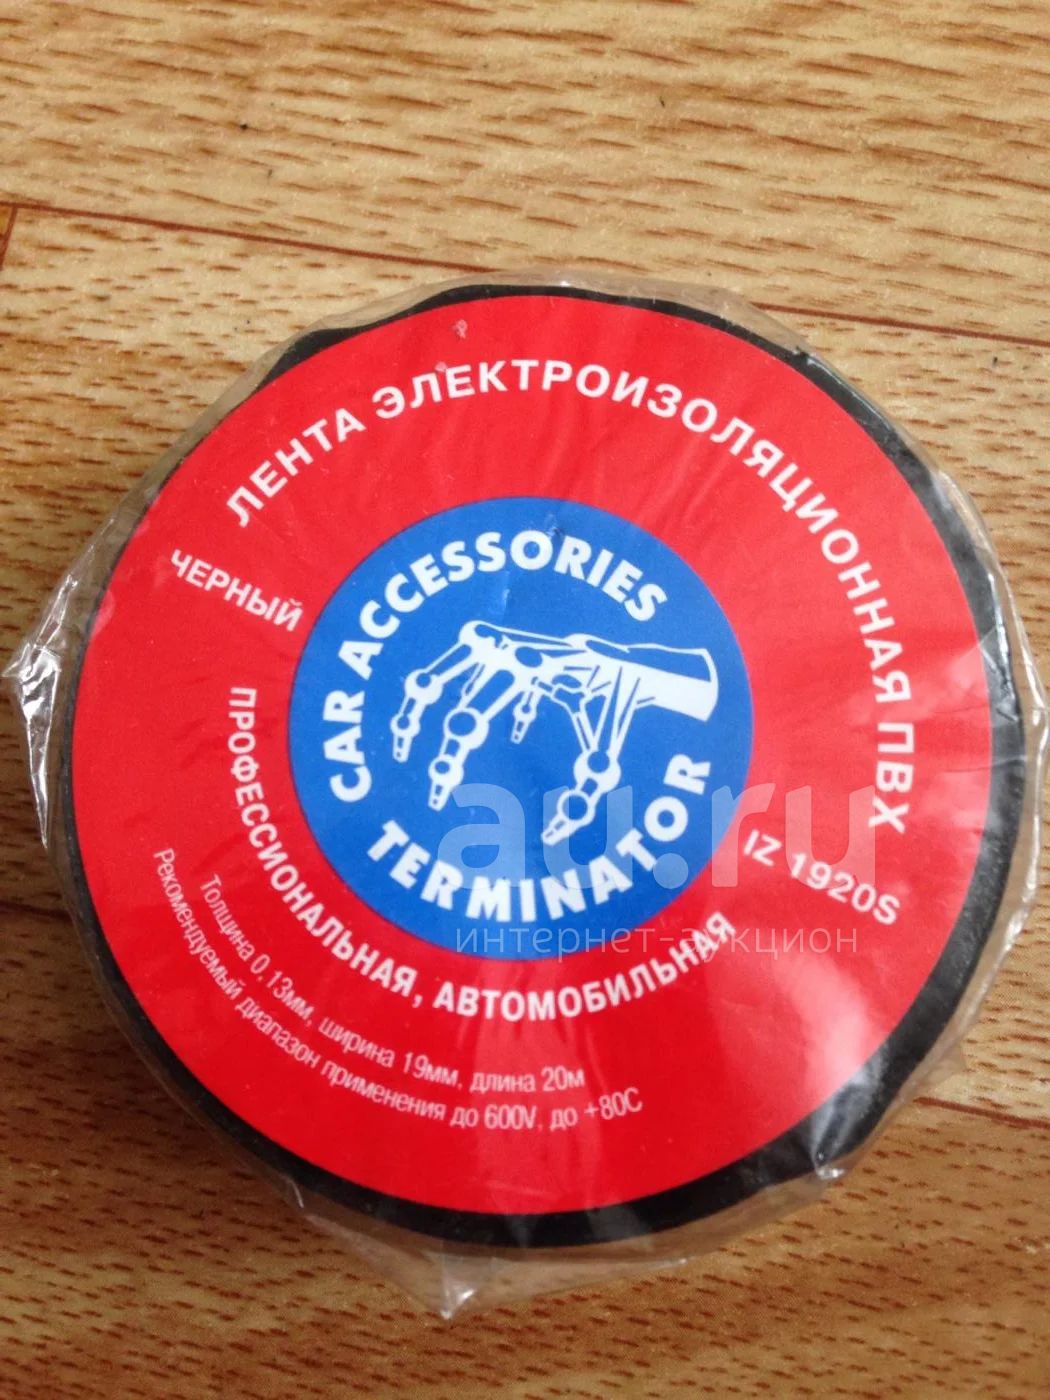 ЛЕНТА ЭЛЕКТРОИЗОЛЯЦИОННАЯ ПВХ
ЧЕРНЫЙ
CAR ACCESSORIES
TERMINATOR
IZ 1920S
ПРОФЕССИОНАЛЬНАЯ, АВТОМОБИЛЬНАЯ
Толщина 0,13мм, ширина 19мм, длина 20м
Рекомендуемый диапазон применения до 600V, до +80C
au.ru
интернет-аукцион